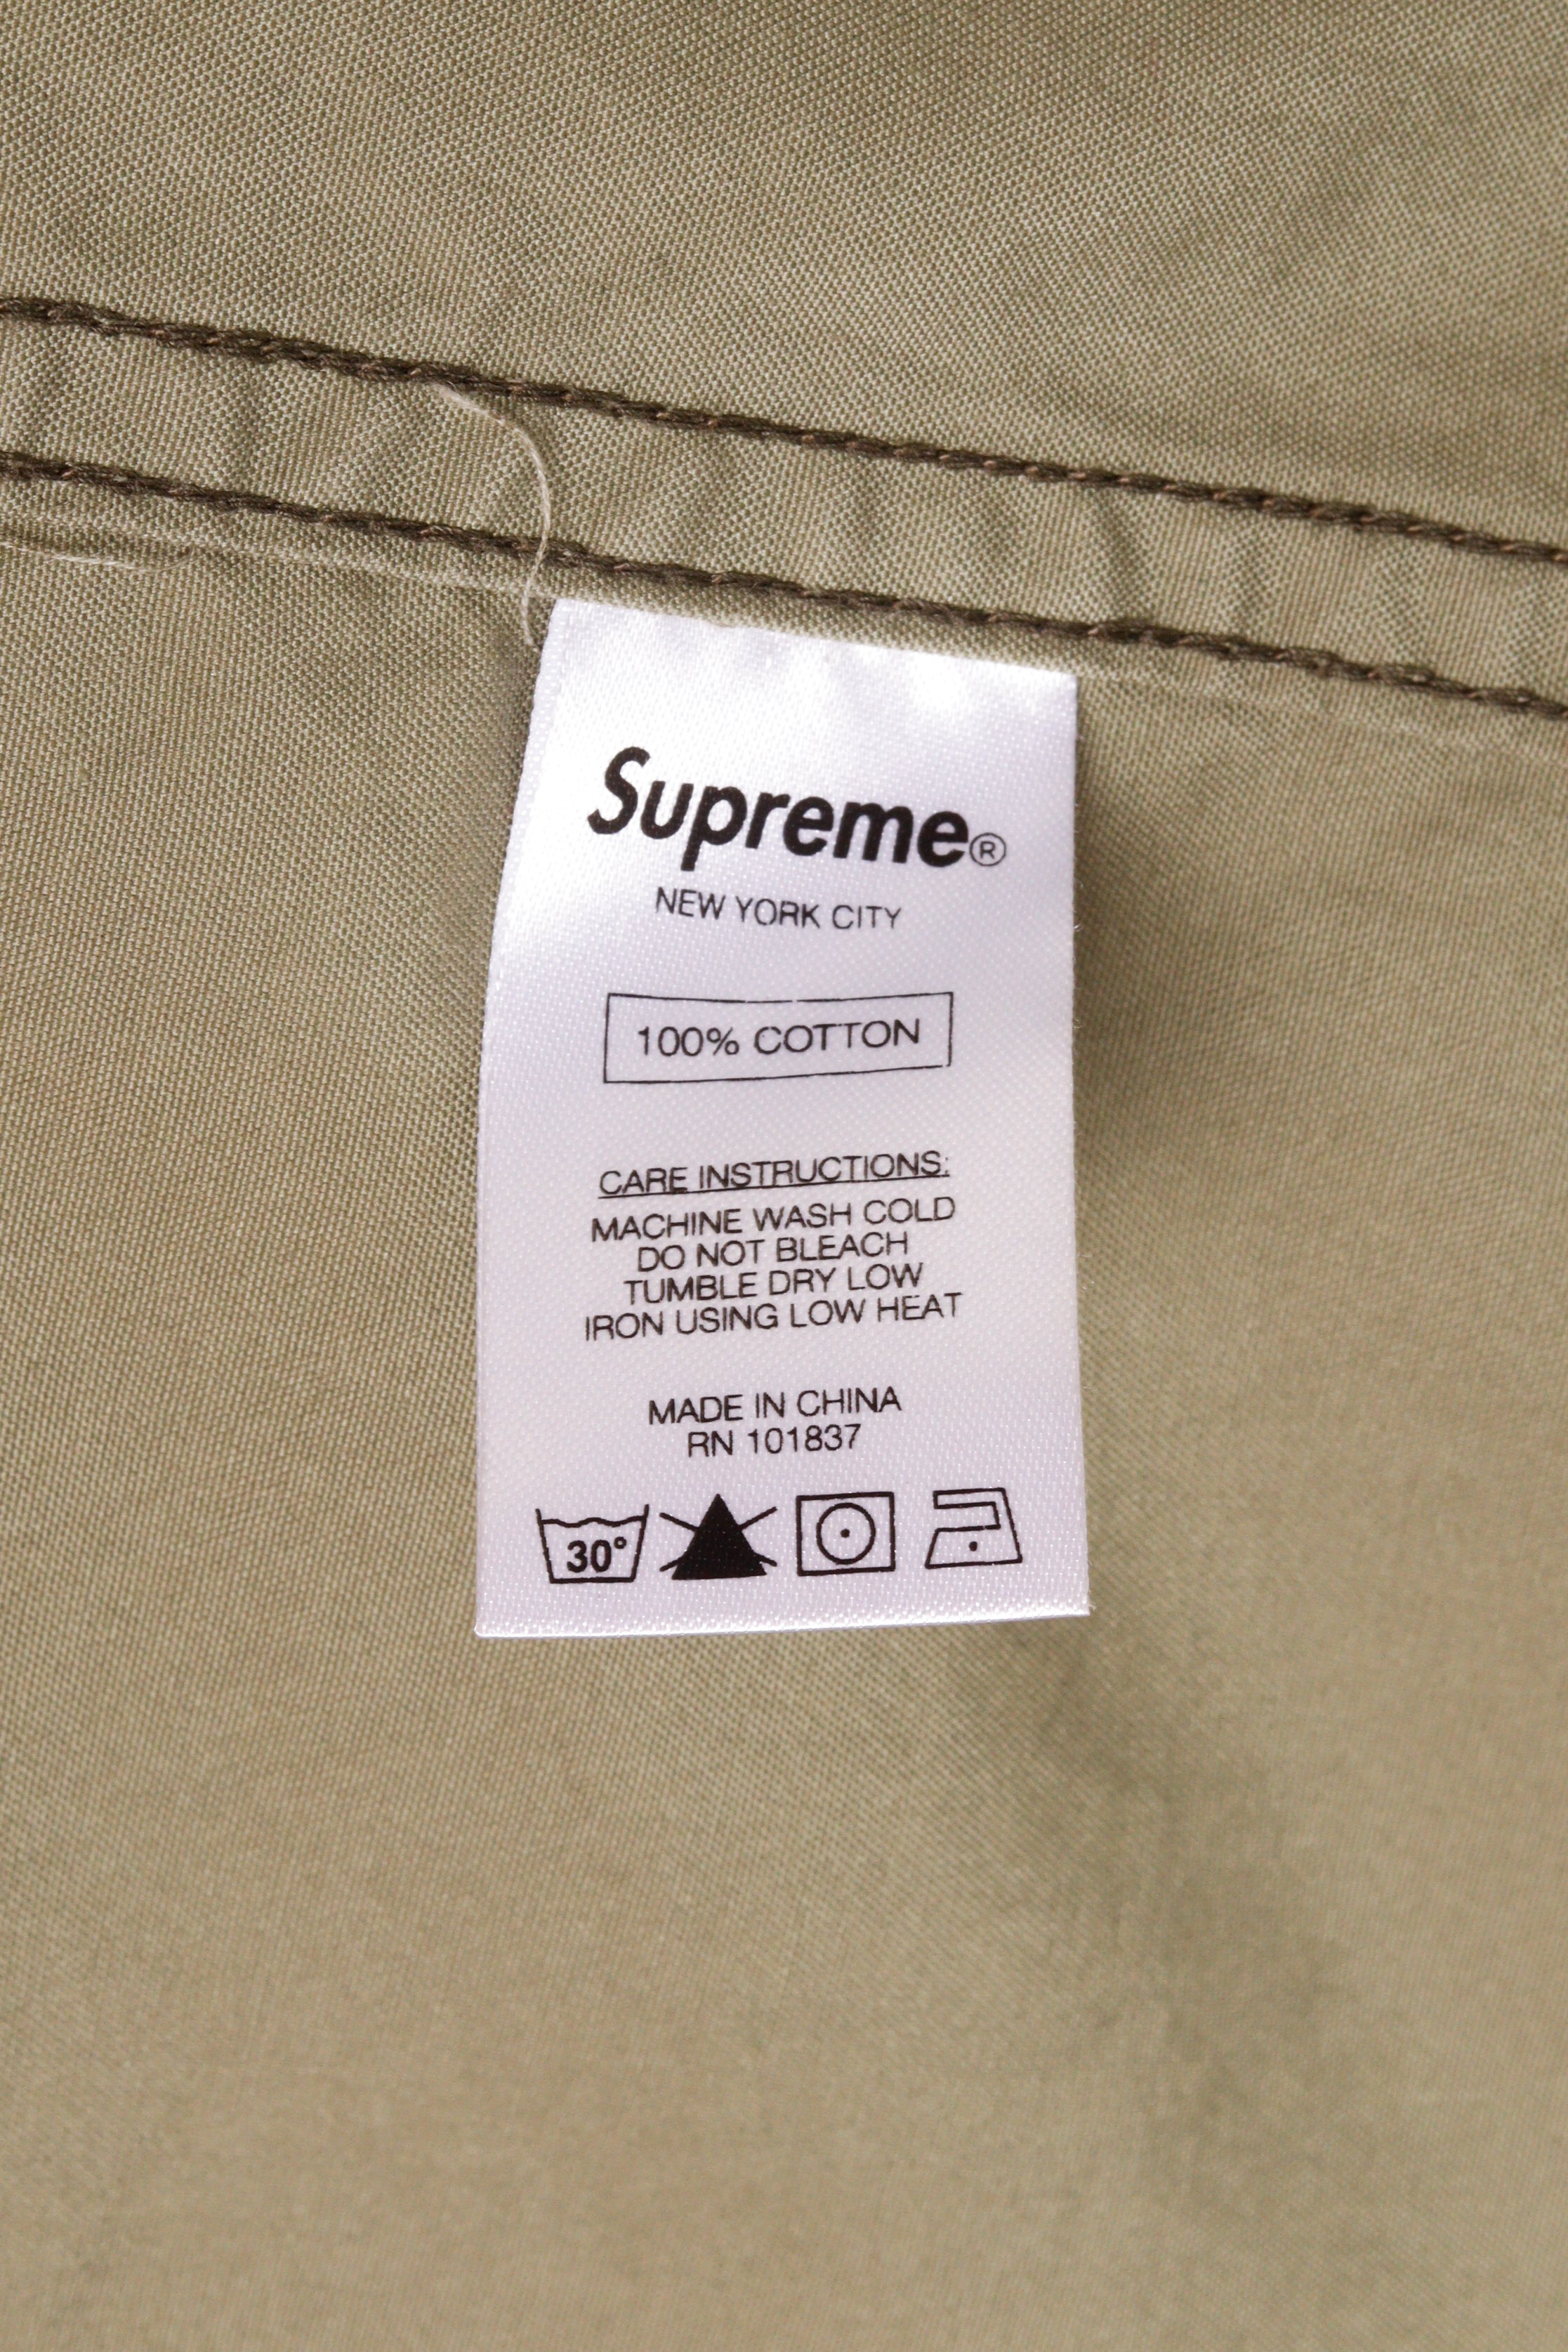 Supreme®
NEW YORK CITY
100% COTTON
CARE INSTRUCTIONS:
MACHINE WASH COLD
DO NOT BLEACH
TUMBLE DRY LOW
IRON USING LOW HEAT
MADE IN CHINA
RN 101837
30°